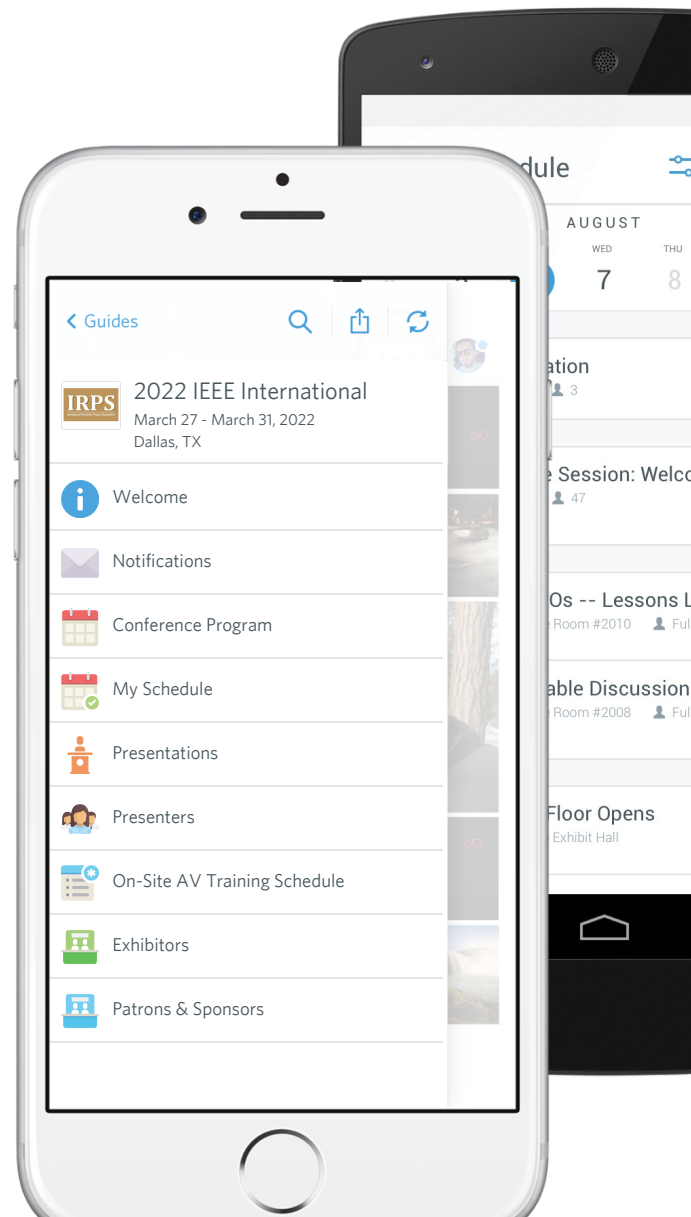 Guides
IRPS
2022 IEEE International
March 27 - March 31, 2022
Dallas, TX
Welcome
Notifications
Conference Program
My Schedule
Presentations
Presenters
On-Site AV Training Schedule
Exhibitors
Patrons & Sponsors
dule
AUGUST
WED
THU
7
8
ation
3
Session: Welco
47
Os -- Lessons L
Room #2010
Ful
able Discussion
Room #2008
Ful
Floor Opens
Exhibit Hall